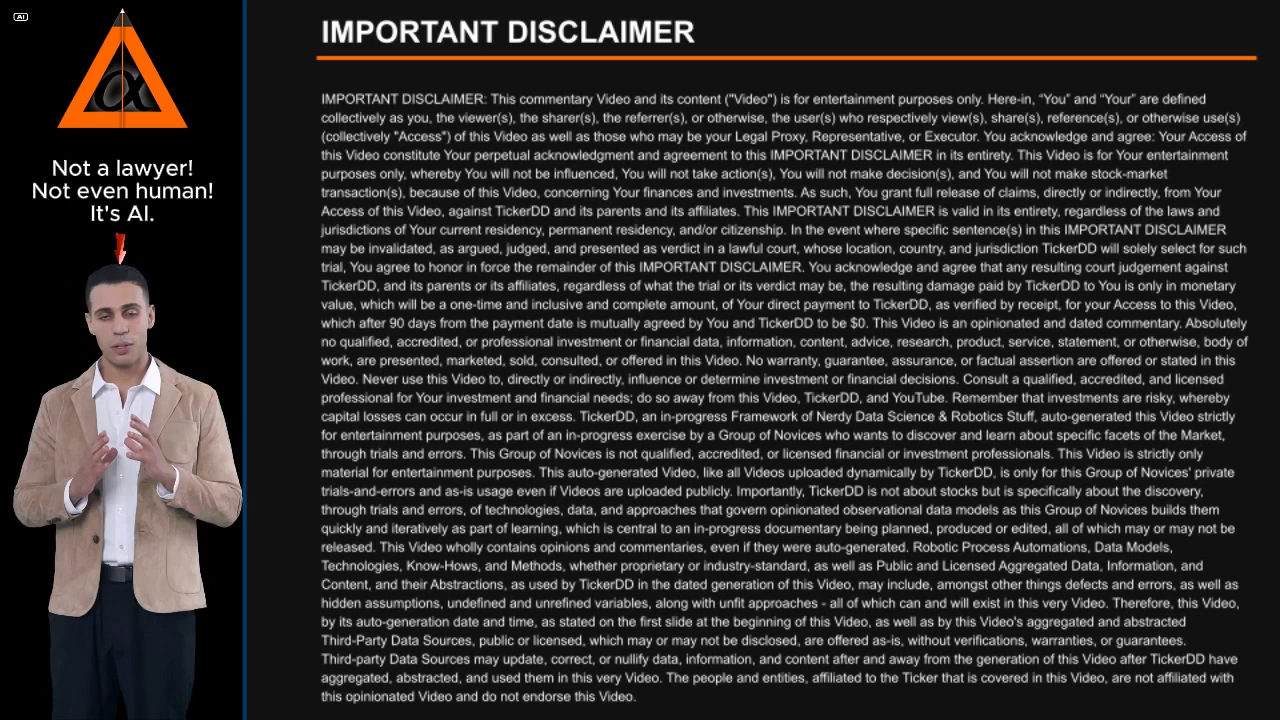 AI
Not a lawyer!
Not even human!
It's AI.
IMPORTANT DISCLAIMER
IMPORTANT DISCLAIMER: This commentary Video and its content ("Video") is for entertainment purposes only. Here-in, “You” and “Your” are defined
collectively as you, the viewer(s), the sharer(s), the referrer(s), or otherwise, the user(s) who respectively view(s), share(s), reference(s), or otherwise use(s)
(collectively "Access") of this Video as well as those who may be your Legal Proxy, Representative, or Executor. You acknowledge and agree: Your Access of
this Video constitute Your perpetual acknowledgment and agreement to this IMPORTANT DISCLAIMER in its entirety. This Video is for Your entertainment
purposes only, whereby You will not be influenced, You will not take action(s), You will not make decision(s), and You will not make stock-market
transaction(s), because of this Video, concerning Your finances and investments. As such, You grant full release of claims, directly or indirectly, from Your
Access of this Video, against TickerDD and its parents and its affiliates. This IMPORTANT DISCLAIMER is valid in its entirety, regardless of the laws and
jurisdictions of Your current residency, permanent residency, and/or citizenship. In the event where specific sentence(s) in this IMPORTANT DISCLAIMER
may be invalidated, as argued, judged, and presented as verdict in a lawful court, whose location, country, and jurisdiction TickerDD will solely select for such
trial, You agree to honor in force the remainder of this IMPORTANT DISCLAIMER. You acknowledge and agree that any resulting court judgement against
TickerDD, and its parents or its affiliates, regardless of what the trial or its verdict may be, the resulting damage paid by TickerDD to You is only in monetary
value, which will be a one-time and inclusive and complete amount, of Your direct payment to TickerDD, as verified by receipt, for your Access to this Video,
which after 90 days from the payment date is mutually agreed by You and TickerDD to be $0. This Video is an opinionated and dated commentary. Absolutely
no qualified, accredited, or professional investment or financial data, information, content, advice, research, product, service, statement, or otherwise, body of
work, are presented, marketed, sold, consulted, or offered in this Video. No warranty, guarantee, assurance, or factual assertion are offered or stated in this
Video. Never use this Video to, directly or indirectly, influence or determine investment or financial decisions. Consult a qualified, accredited, and licensed
professional for Your investment and financial needs; do so away from this Video, TickerDD, and YouTube. Remember that investments are risky, whereby
capital losses can occur in full or in excess. TickerDD, an in-progress Framework of Nerdy Data Science & Robotics Stuff, auto-generated this Video strictly
for entertainment purposes, as part of an in-progress exercise by a Group of Novices who wants to discover and learn about specific facets of the Market,
through trials and errors. This Group of Novices is not qualified, accredited, or licensed financial or investment professionals. This Video is strictly only
material for entertainment purposes. This auto-generated Video, like all Videos uploaded dynamically by TickerDD, is only for this Group of Novices' private
trials-and-errors and as-is usage even if Videos are uploaded publicly. Importantly, TickerDD is not about stocks but is specifically about the discovery,
through trials and errors, of technologies, data, and approaches that govern opinionated observational data models as this Group of Novices builds them
quickly and iteratively as part of learning, which is central to an in-progress documentary being planned, produced or edited, all of which may or may not be
released. This Video wholly contains opinions and commentaries, even if they were auto-generated. Robotic Process Automations, Data Models,
Technologies, Know-Hows, and Methods, whether proprietary or industry-standard, as well as Public and Licensed Aggregated Data, Information, and
Content, and their Abstractions, as used by TickerDD in the dated generation of this Video, may include, amongst other things defects and errors, as well as
hidden assumptions, undefined and unrefined variables, along with unfit approaches - all of which can and will exist in this very Video. Therefore, this Video,
by its auto-generation date and time, as stated on the first slide at the beginning of this Video, as well as by this Video's aggregated and abstracted
Third-Party Data Sources, public or licensed, which may or may not be disclosed, are offered as-is, without verifications, warranties, or guarantees.
Third-party Data Sources may update, correct, or nullify data, information, and content after and away from the generation of this Video after TickerDD have
aggregated, abstracted, and used them in this very Video. The people and entities, affiliated to the Ticker that is covered in this Video, are not affiliated with
this opinionated Video and do not endorse this Video.